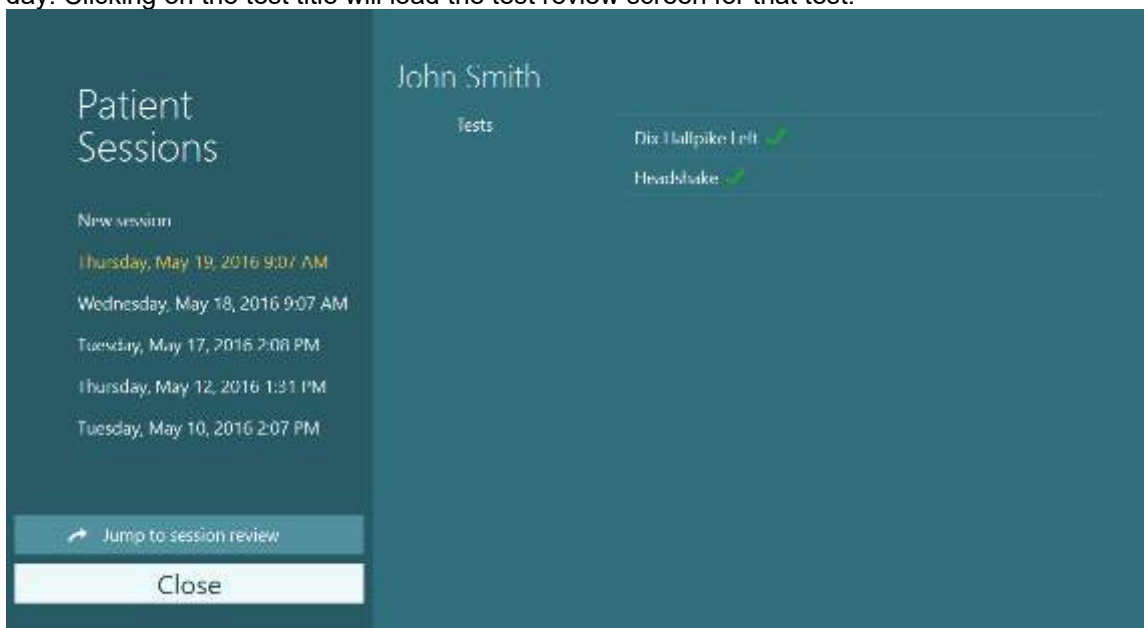 day. Clicking on the test title will load the test review screen for that test.
Patient
Sessions
New session
Thursday, May 19, 2016 9:07 AM
Wednesday, May 18, 2016 9:07 AM
Tuesday, May 17, 2016 2:08 PM
Thursday, May 12, 2016 1:31 PM
Tuesday, May 10, 2016 2:07 PM
Jump to session review
Close
John Smith
Tests
Dix Hallpike Left
Headshake